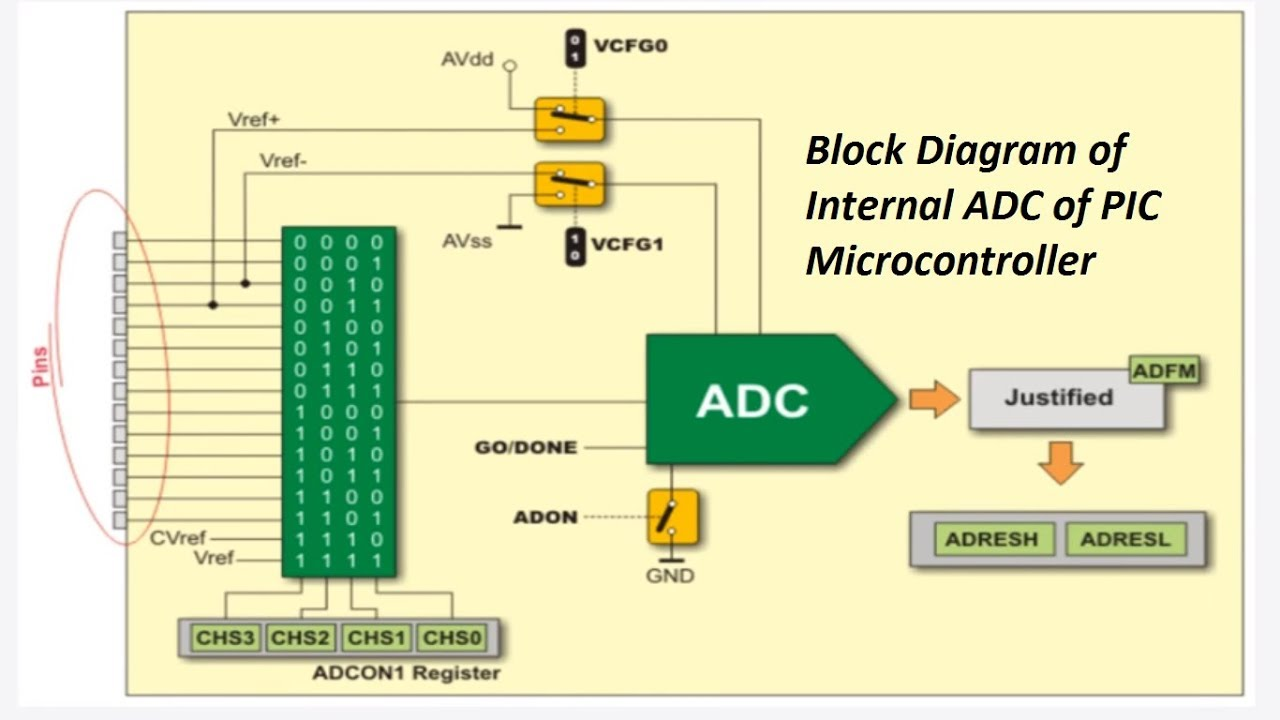 0
1
VCFG0
AVdd
Vref+
Vref-
AVss
1
0
VCFG1
Block Diagram of
Internal ADC of PIC
Microcontroller
Pins
0 0 0 0
0 0 0 1
0 0 1 0
0 0 1 1
0 1 0 0
0 1 0 1
0 1 1 0
0 1 1 1
1 0 0 0
1 0 0 1
1 0 1 0
1 0 1 1
1 1 0 0
1 1 0 1
1 1 1 0
1 1 1 1
CVref
Vref
ADC
GO/DONE
ADON
GND
ADFM
Justified
ADRESH ADRESL
CHS3 CHS2 CHS1 CHS0
ADCON1 Register